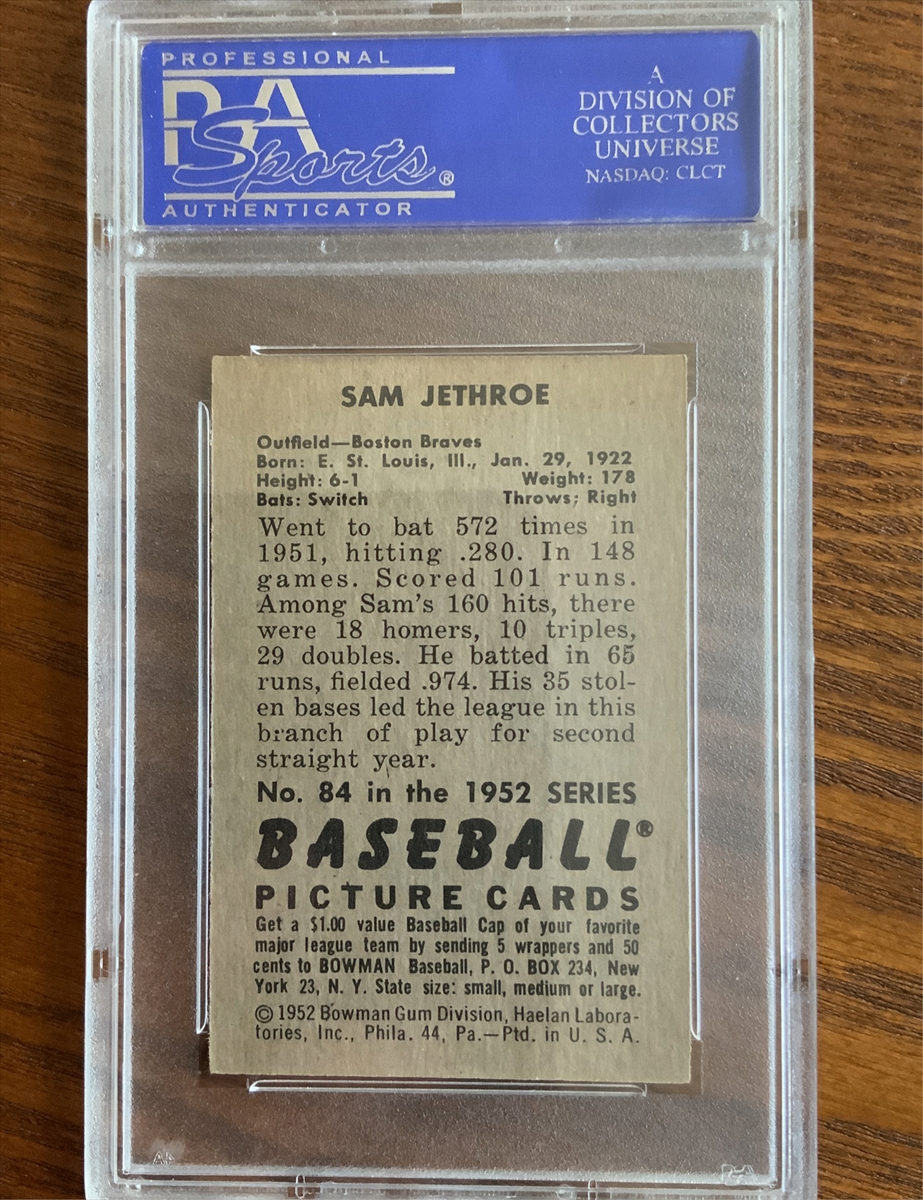 PROFESSIONAL
PSA
Sports®
AUTHENTICATOR
A
DIVISION OF
COLLECTORS
UNIVERSE
NASDAQ: CLCT
SAM JETHROE
Outfield—Boston Braves
Born: E. St. Louis, Ill., Jan. 29, 1922
Height: 6-1 Weight: 178
Bats: Switch Throws: Right
Went to bat 572 times in
1951, hitting .280. In 148
games. Scored 101 runs.
Among Sam's 160 hits, there
were 18 homers, 10 triples,
29 doubles. He batted in 65
runs, fielded .974. His 35 stol-
en bases led the league in this
branch of play for second
straight year.
No. 84 in the 1952 SERIES
BASEBALL®
PICTURE CARDS
Get a $1.00 value Baseball Cap of your favorite
major league team by sending 5 wrappers and 50
cents to BOWMAN Baseball, P. O. BOX 234, New
York 23, N. Y. State size: small, medium or large.
© 1952 Bowman Gum Division, Haelan Labora-
tories, Inc., Phila. 44, Pa.—Ptd. in U. S. A.